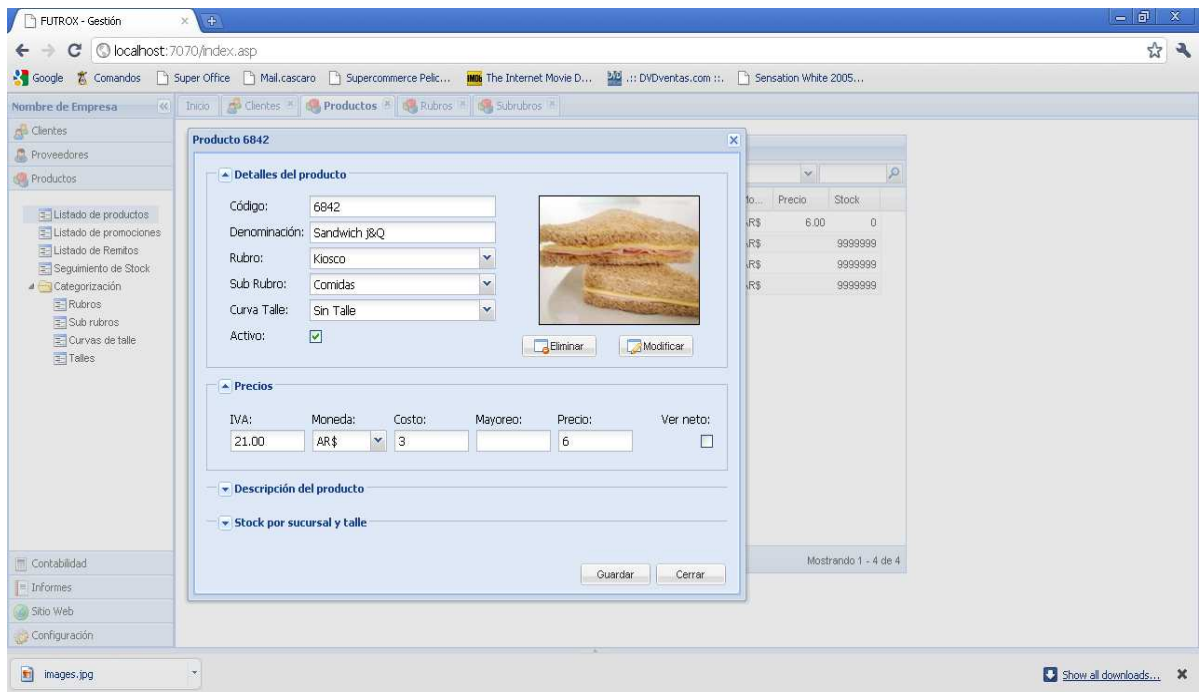 FUTROX - Gestión
localhost:7070/index.asp
Google Comandos Super Office Mail.cascaro Supercommerce Pelic... IMDb The Internet Movie D... .::: DVDventas.com ::. Sensation White 2005...
Nombre de Empresa
Inicio Clientes Productos Rubros Subrubros
Clientes
Proveedores
Productos
Listado de productos
Listado de promociones
Listado de Remitos
Seguimiento de Stock
Categorización
Rubros
Sub rubros
Curvas de talle
Talles
Contabilidad
Informes
Sitio Web
Configuración
Producto 6842
Detalles del producto
Código: 6842
Denominación: Sandwich j&Q
Rubro: Kiosco
Sub Rubro: Comidas
Curva Talle: Sin Talle
Activo:
Eliminar Modificar
Precios
IVA: Moneda: Costo: Mayoreo: Precio: Ver neto:
21.00 AR$ 3 6
Descripción del producto
Stock por sucursal y talle
Guardar Cerrar
Mo... Precio Stock
AR$ 6.00 0
AR$ 9999999
AR$ 9999999
AR$ 9999999
Mostrando 1 - 4 de 4
images.jpg
Show all downloads...